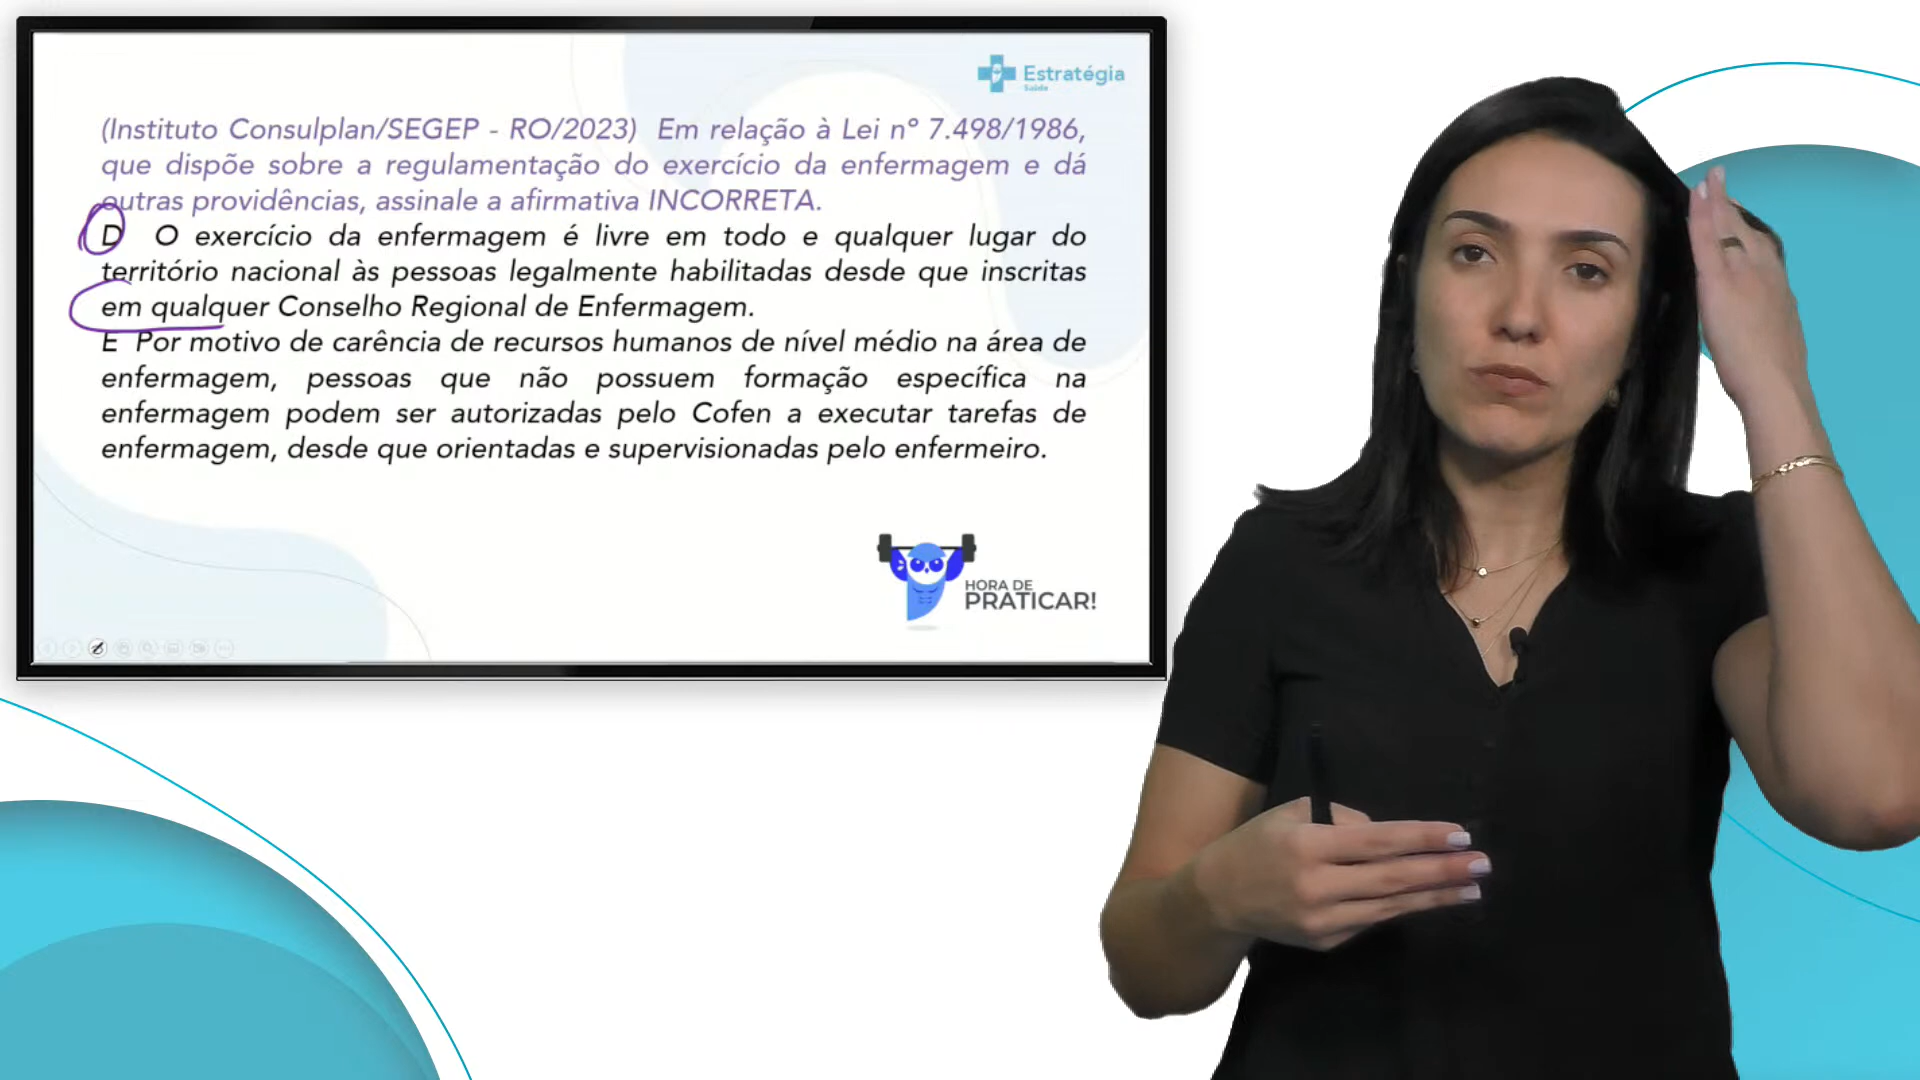 Estratégia
Saúde
(Instituto Consulplan/SEGEP - RO/2023) Em relação à Lei nº 7.498/1986,
que dispõe sobre a regulamentação do exercício da enfermagem e dá
outras providências, assinale a afirmativa INCORRETA.
D O exercício da enfermagem é livre em todo e qualquer lugar do
território nacional às pessoas legalmente habilitadas desde que inscritas
em qualquer Conselho Regional de Enfermagem.
E Por motivo de carência de recursos humanos de nível médio na área de
enfermagem, pessoas que não possuem formação específica na
enfermagem podem ser autorizadas pelo Cofen a executar tarefas de
enfermagem, desde que orientadas e supervisionadas pelo enfermeiro.
HORA DE
PRATICAR!